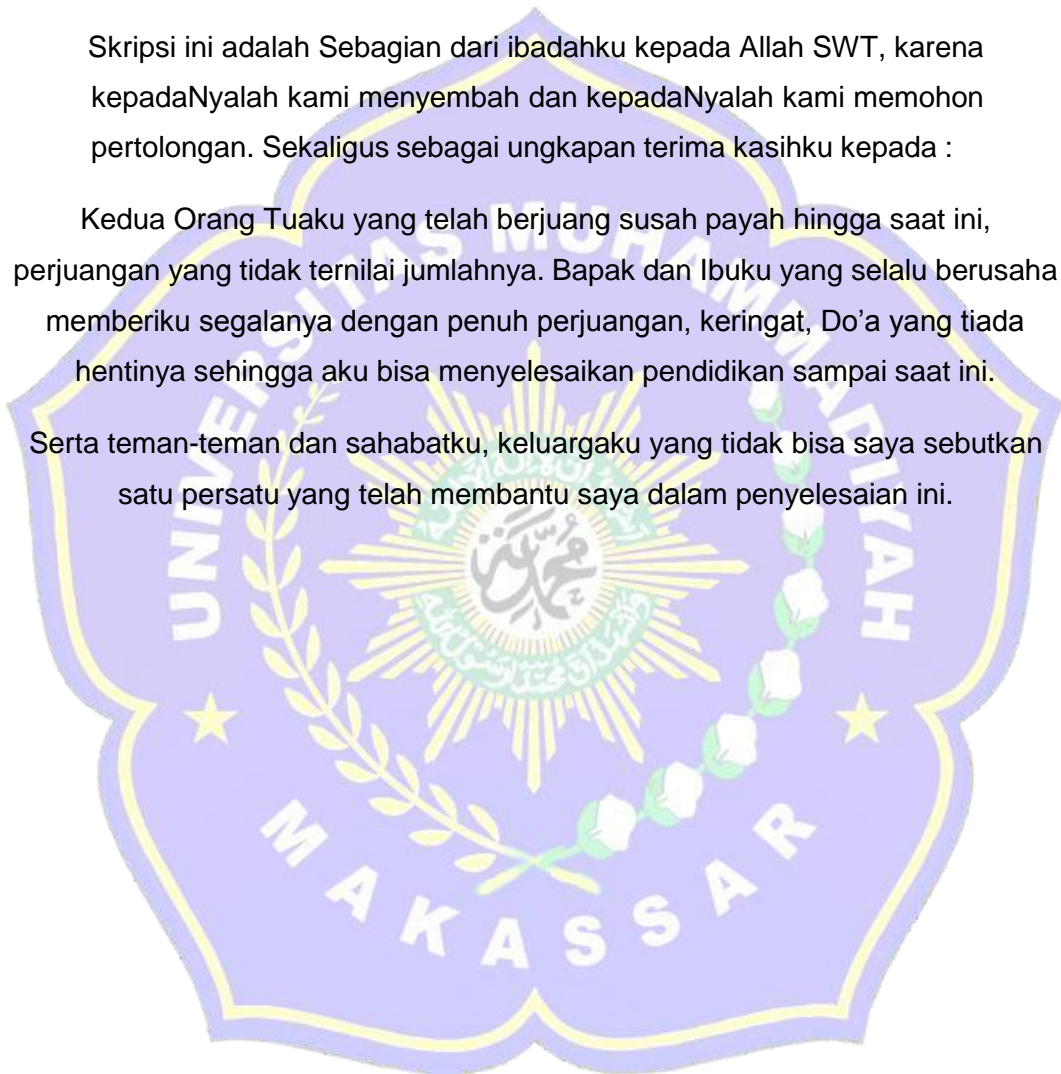 Skripsi ini adalah Sebagian dari ibadahku kepada Allah SWT, karena
kepadaNyalah kami menyembah dan kepadaNyalah kami memohon
pertolongan. Sekaligus sebagai ungkapan terima kasihku kepada :
Kedua Orang Tuaku yang telah berjuang susah payah hingga saat ini,
perjuangan yang tidak ternilai jumlahnya. Bapak dan Ibuku yang selalu berusaha
memberiku segalanya dengan penuh perjuangan, keringat, Do’a yang tiada
hentinya sehingga aku bisa menyelesaikan pendidikan sampai saat ini.
Serta teman-teman dan sahabatku, keluargaku yang tidak bisa saya sebutkan
satu persatu yang telah membantu saya dalam penyelesaian ini.
UNIVERSITAS MUHAMMADIYAH
MAKASSAR